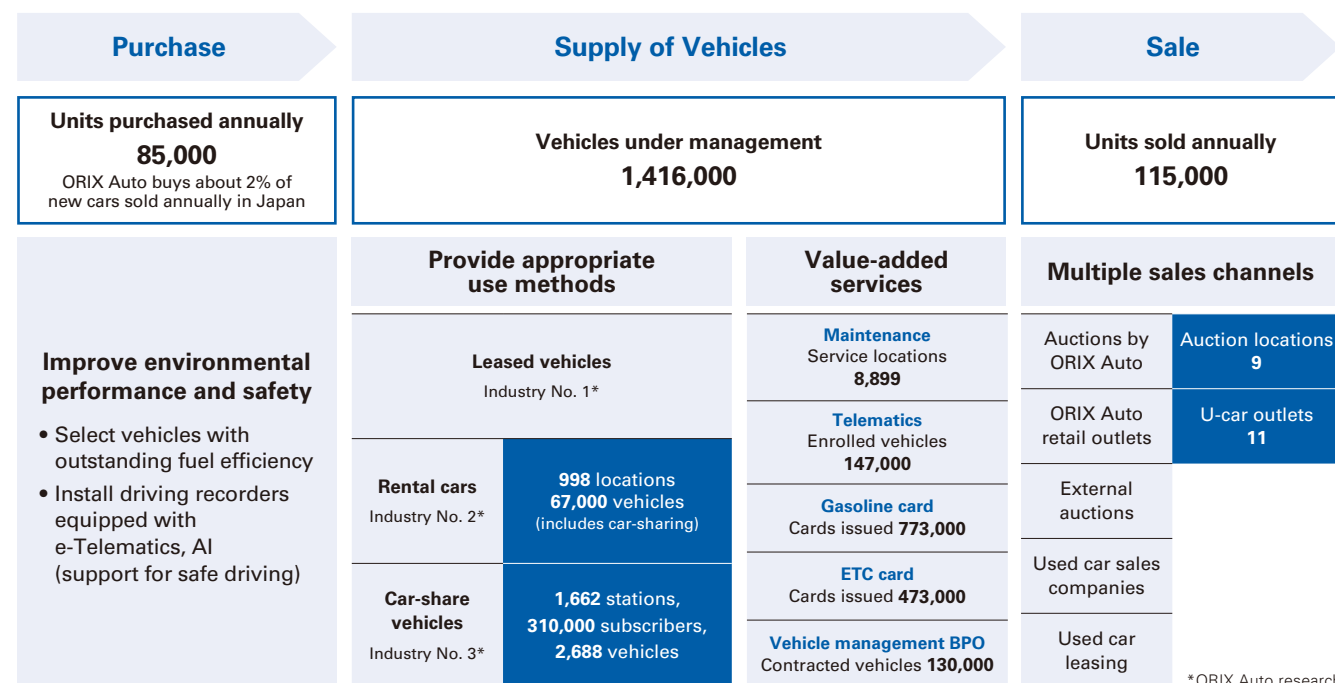 Purchase
Supply of Vehicles
Sale
Units purchased annually
85,000
ORIX Auto buys about 2% of
new cars sold annually in Japan
Vehicles under management
1,416,000
Units sold annually
115,000
Improve environmental
performance and safety
• Select vehicles with
outstanding fuel efficiency
• Install driving recorders
equipped with
e-Telematics, AI
(support for safe driving)
Provide appropriate
use methods
Leased vehicles
Industry No. 1*
Rental cars
Industry No. 2*
998 locations
67,000 vehicles
(includes car-sharing)
Car-share
vehicles
Industry No. 3*
1,662 stations,
310,000 subscribers,
2,688 vehicles
Value-added
services
Maintenance
Service locations
8,899
Telematics
Enrolled vehicles
147,000
Gasoline card
Cards issued 773,000
ETC card
Cards issued 473,000
Vehicle management BPO
Contracted vehicles 130,000
Multiple sales channels
Auctions by
ORIX Auto
Auction locations
9
ORIX Auto
retail outlets
U-car outlets
11
External
auctions
Used car sales
companies
Used car
leasing
*ORIX Auto research